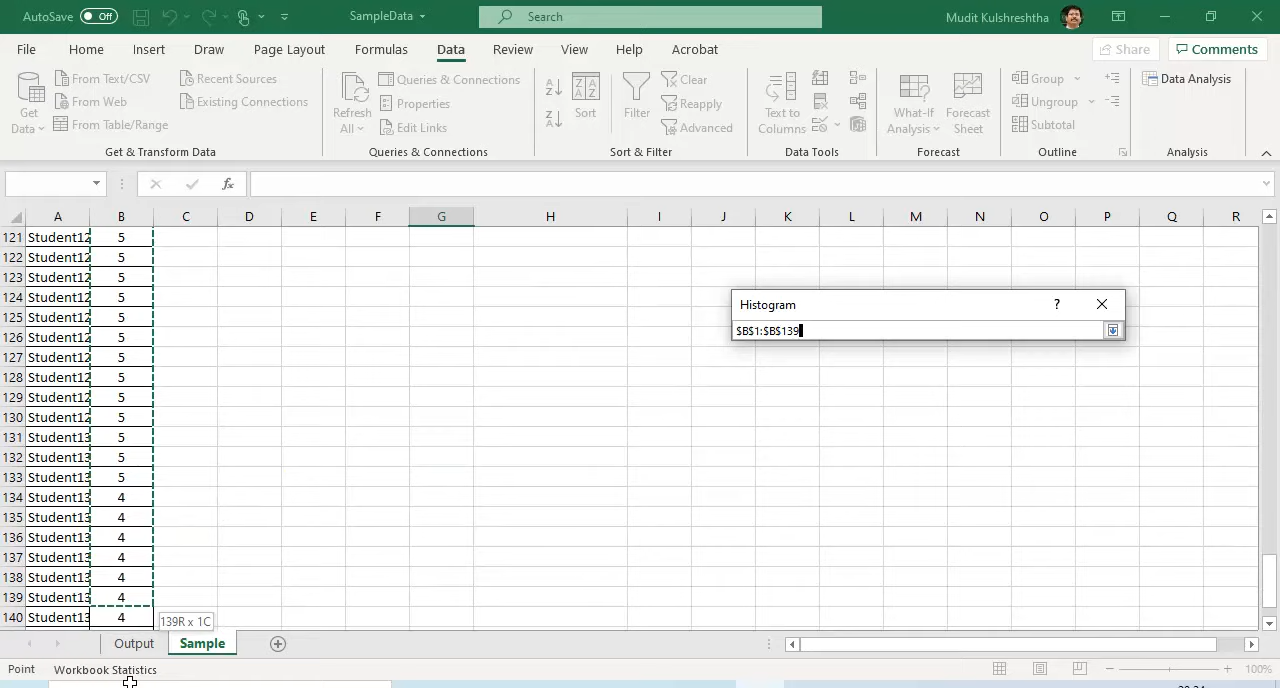 AutoSave Off SampleData Search Mudit Kulshreshtha
File Home Insert Draw Page Layout Formulas Data Review View Help Acrobat Share Comments
From Text/CSV Recent Sources Queries & Connections Clear Group Data Analysis
From Web Existing Connections Properties Reapply Ungroup
From Table/Range Edit Links Advanced Subtotal
Get Data Refresh All Sort Filter Text to Columns What-If Analysis Forecast Sheet
Get & Transform Data Queries & Connections Sort & Filter Data Tools Forecast Outline Analysis
fx
A B C D E F G H I J K L M N O P Q R
121 Student12 5
122 Student12 5
123 Student12 5
124 Student12 5
125 Student12 5
126 Student12 5
127 Student12 5
128 Student12 5
129 Student12 5
130 Student12 5
131 Student13 5
132 Student13 5
133 Student13 5
134 Student13 4
135 Student13 4
136 Student13 4
137 Student13 4
138 Student13 4
139 Student13 4
140 Student13 4
139R x 1C
Histogram ?
$B$1:$B$139
Output Sample
Point Workbook Statistics 100%